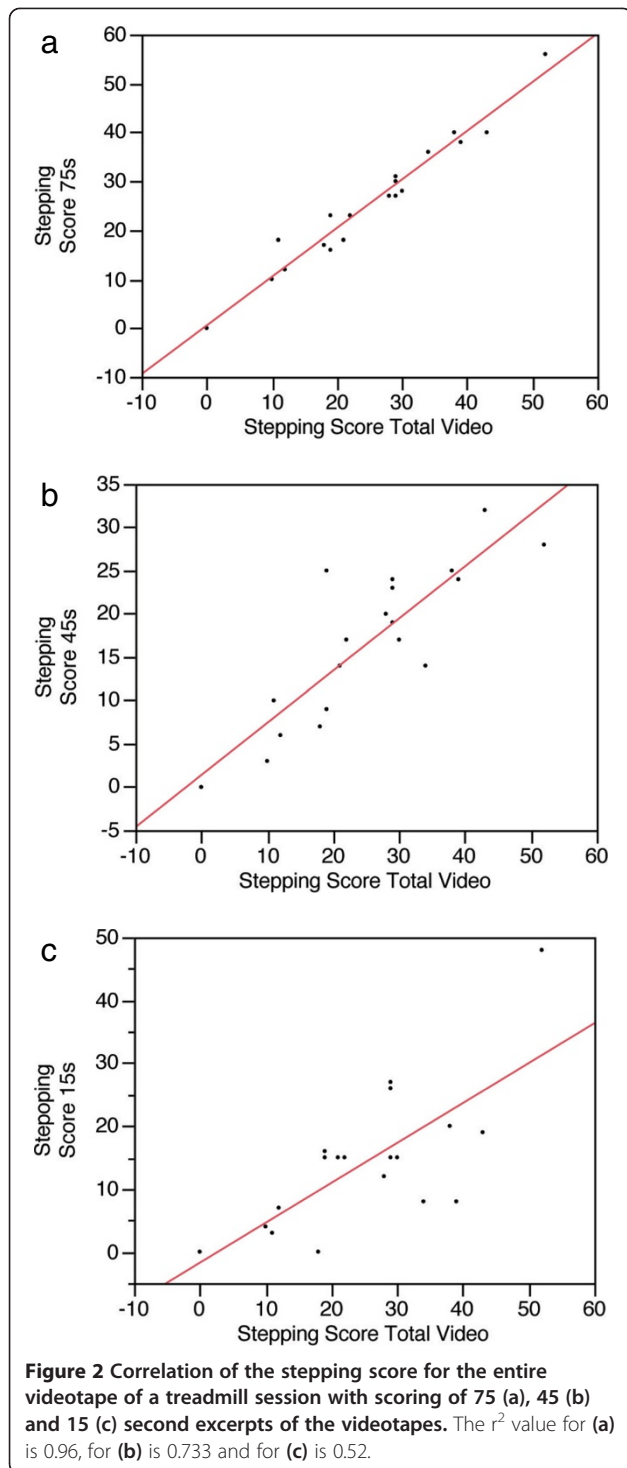 a
60
50
40
30
20
10
0
-10
Stepping
Score 75s
-10 0 10 20 30 40 50 60
Stepping Score Total Video
b
35
30
25
20
15
10
5
0
-5
Stepping
Score 45s
-10 0 10 20 30 40 50 60
Stepping Score Total Video
c
50
40
30
20
10
0
Stepoping
Score 15s
-10 0 10 20 30 40 50 60
Stepping Score Total Video
Figure 2 Correlation of the stepping score for the entire
videotape of a treadmill session with scoring of 75 (a), 45 (b)
and 15 (c) second excerpts of the videotapes. The r² value for (a)
is 0.96, for (b) is 0.733 and for (c) is 0.52.